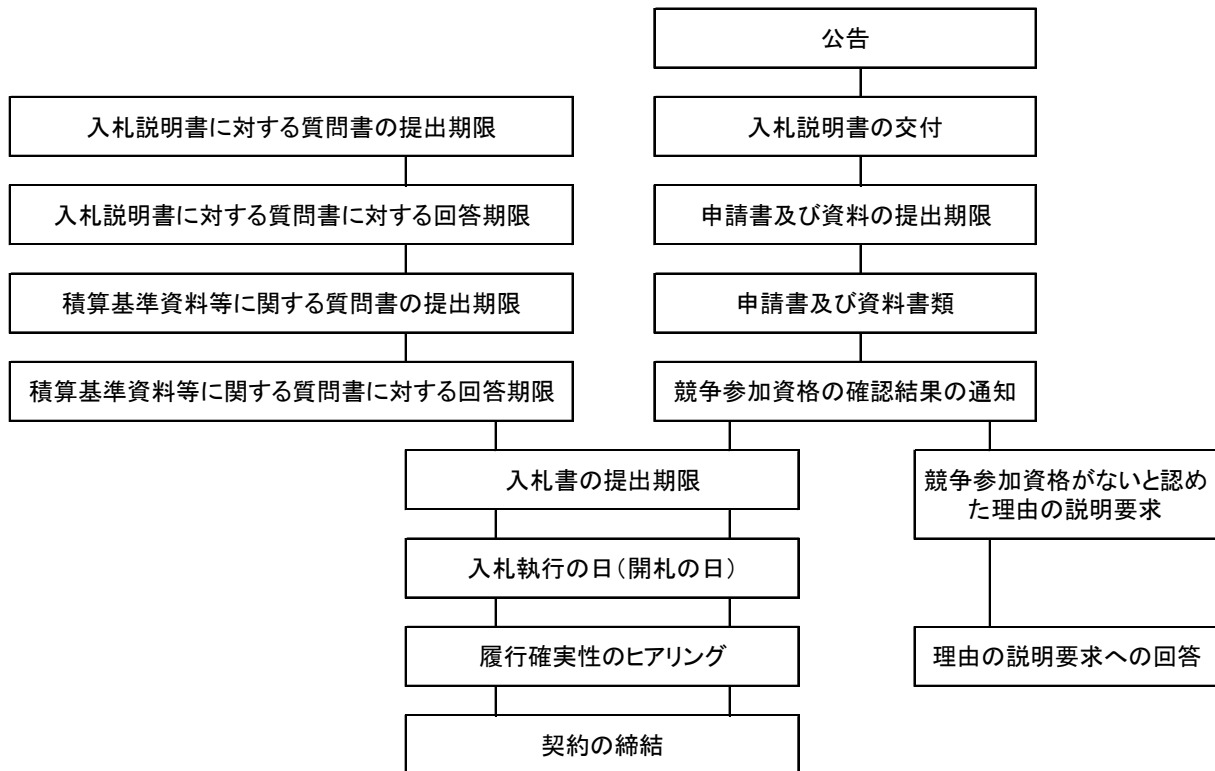 公告
入札説明書に対する質問書の提出期限
入札説明書の交付
入札説明書に対する質問書に対する回答期限
申請書及び資料の提出期限
積算基準資料等に関する質問書の提出期限
申請書及び資料書類
積算基準資料等に関する質問書に対する回答期限
競争参加資格の確認結果の通知
入札書の提出期限
競争参加資格がないと認め
た理由の説明要求
入札執行の日(開札の日)
履行確実性のヒアリング
理由の説明要求への回答
契約の締結